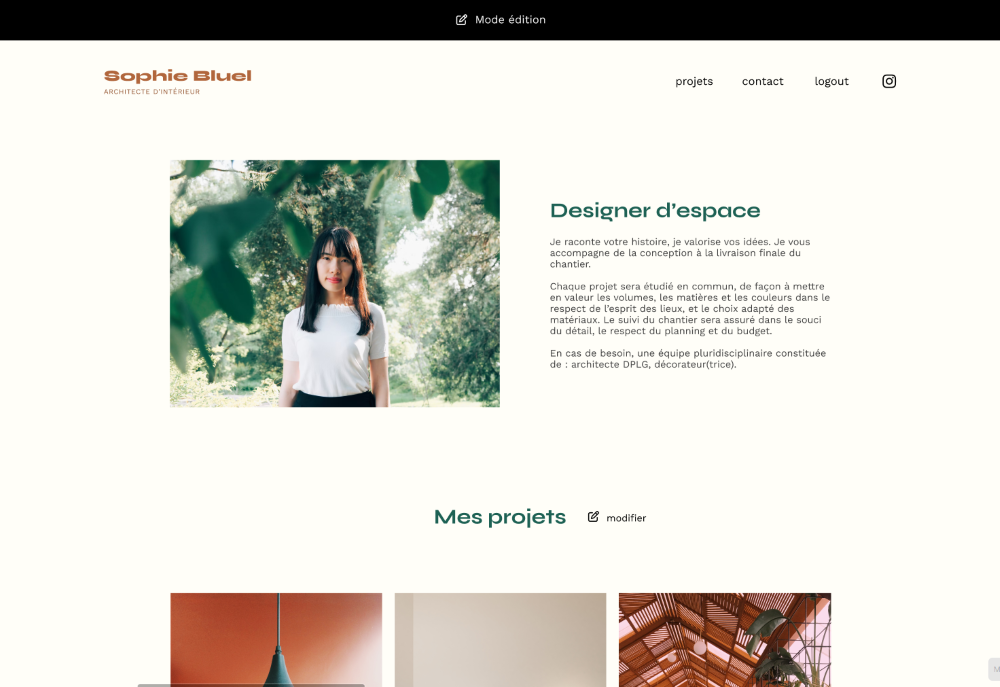 Mode édition
Sophie Bluel
ARCHITECTE D'INTÉRIEUR
projets
contact
logout
Designer d’espace
Je raconte votre histoire, je valorise vos idées. Je vous
accompagne de la conception à la livraison finale du
chantier.
Chaque projet sera étudié en commun, de façon à mettre
en valeur les volumes, les matières et les couleurs dans le
respect de l’esprit des lieux, et le choix adapté des
matériaux. Le suivi du chantier sera assuré dans le souci
du détail, le respect du planning et du budget.
En cas de besoin, une équipe pluridisciplinaire constituée
de : architecte DPLG, décorateur(trice).
Mes projets
modifier